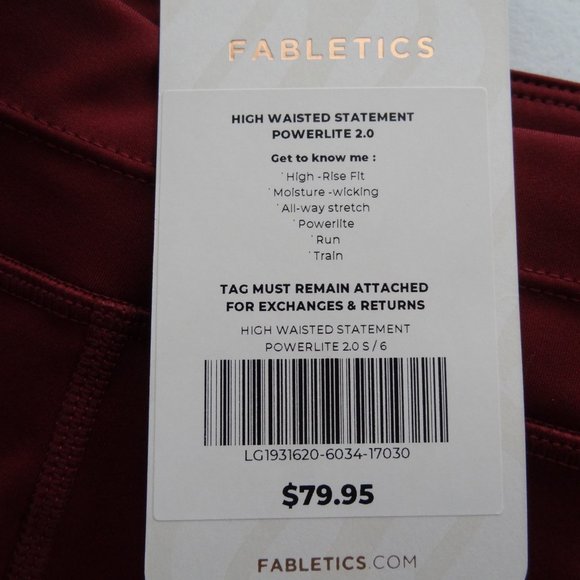 FABLETICS
HIGH WAISTED STATEMENT
POWERLITE 2.0
Get to know me :
'High -Rise Fit
'Moisture -wicking
'All-way stretch
'Powerlite
'Run
'Train
TAG MUST REMAIN ATTACHED
FOR EXCHANGES & RETURNS
HIGH WAISTED STATEMENT
POWERLITE 2.0 S / 6
LG1931620-6034-17030
$79.95
FABLETICS.COM